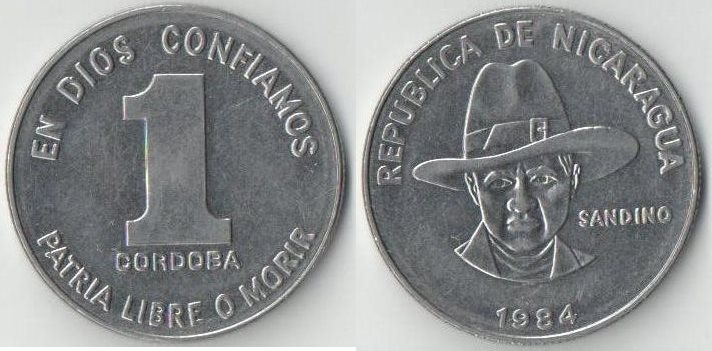 EN DIOS CONFIAMOS
1
CORDOBA
PATRIA LIBRE O MORIR
REPUBLICA DE NICARAGUA
SANDINO
1984